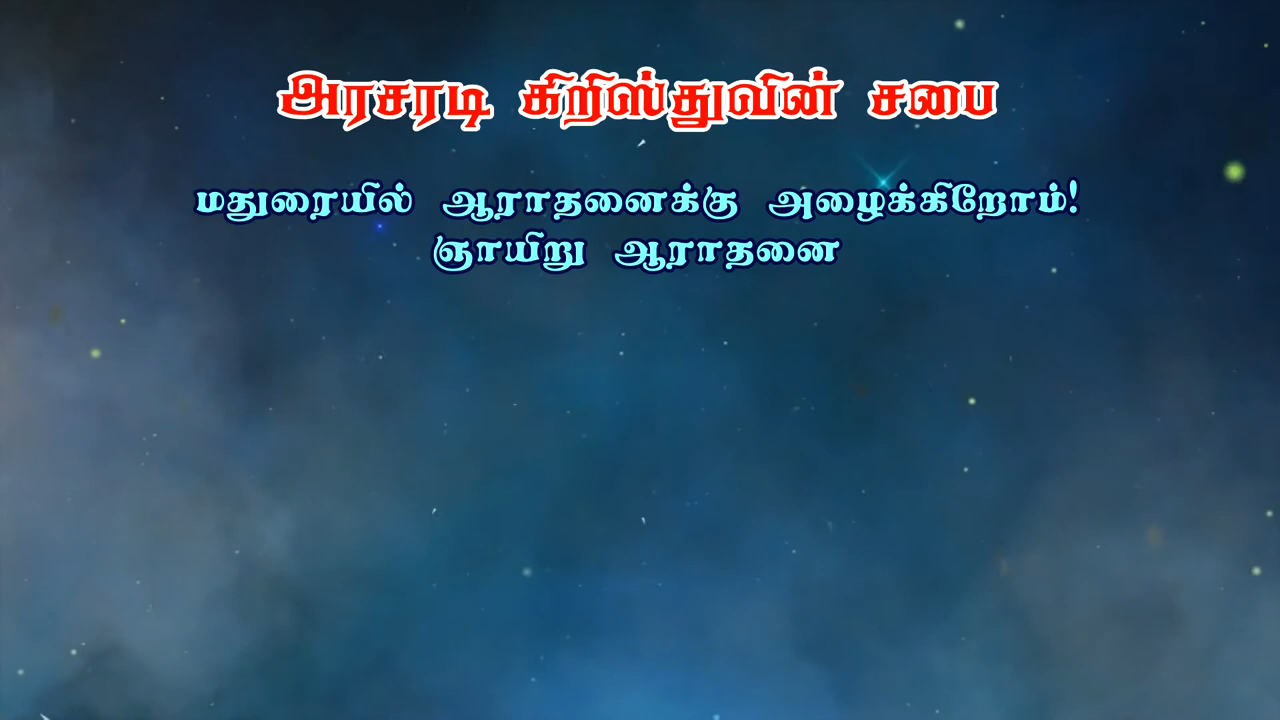 அரசரடி கிறிஸ்துவின் சபை
மதுரையில் ஆராதனைக்கு அழைக்கிறோம்!
ஞாயிறு ஆராதனை